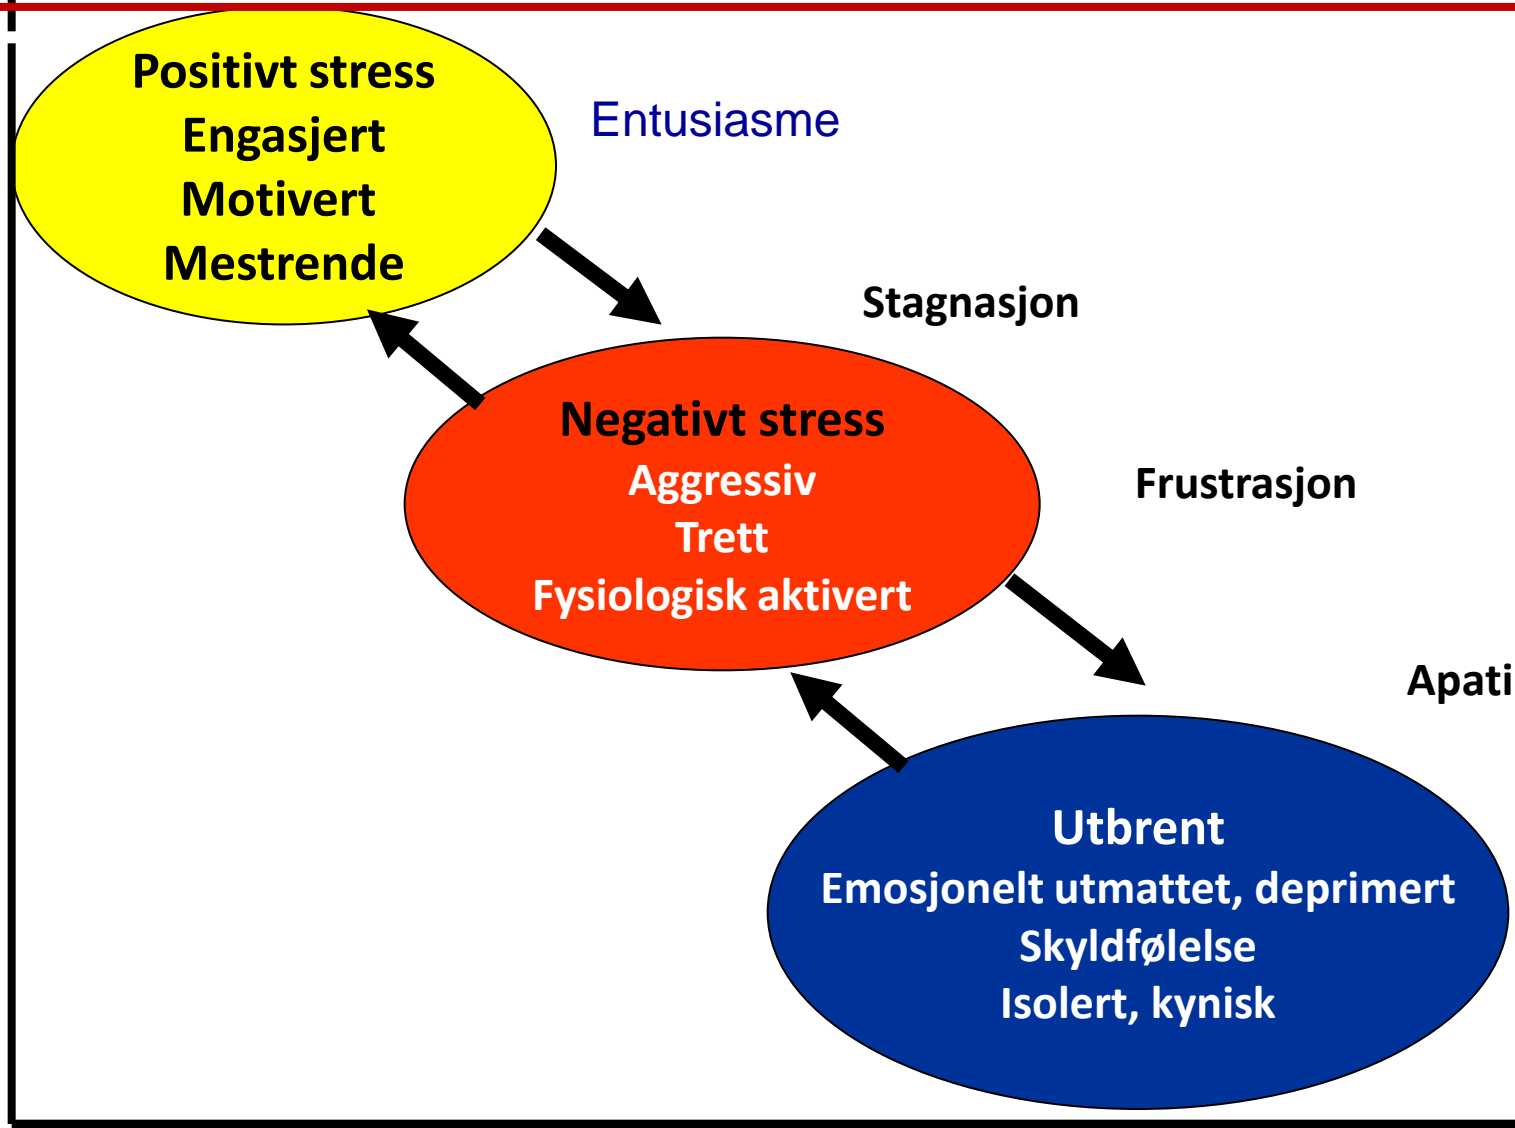 Positivt stress
Engasjert
Motivert
Mestrende
Entusiasme
Stagnasjon
Negativt stress
Aggressiv
Trett
Fysiologisk aktivert
Frustrasjon
Apati
Utbrent
Emosjonelt utmattet, deprimert
Skyldfølelse
Isolert, kynisk